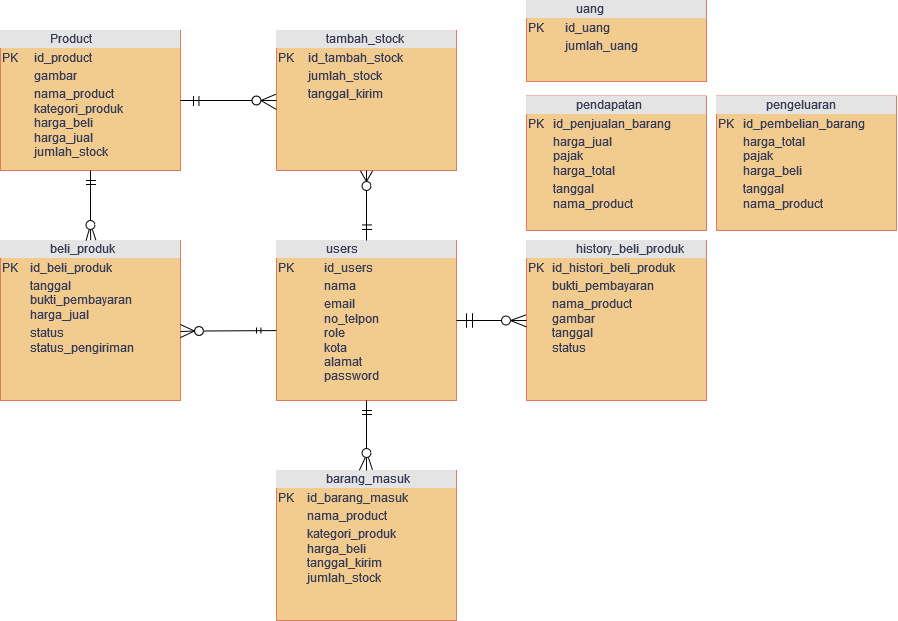 Product
PK id_product
gambar
nama_product
kategori_produk
harga_beli
harga_jual
jumlah_stock
tambah_stock
PK id_tambah_stock
jumlah_stock
tanggal_kirim
uang
PK id_uang
jumlah_uang
pendapatan
PK id_penjualan_barang
harga_jual
pajak
harga_total
tanggal
nama_product
pengeluaran
PK id_pembelian_barang
harga_total
pajak
harga_beli
tanggal
nama_product
beli_produk
PK id_beli_produk
tanggal
bukti_pembayaran
harga_jual
status
status_pengiriman
users
PK id_users
nama
email
no_telpon
role
kota
alamat
password
history_beli_produk
PK id_histori_beli_produk
bukti_pembayaran
nama_product
gambar
tanggal
status
barang_masuk
PK id_barang_masuk
nama_product
kategori_produk
harga_beli
tanggal_kirim
jumlah_stock